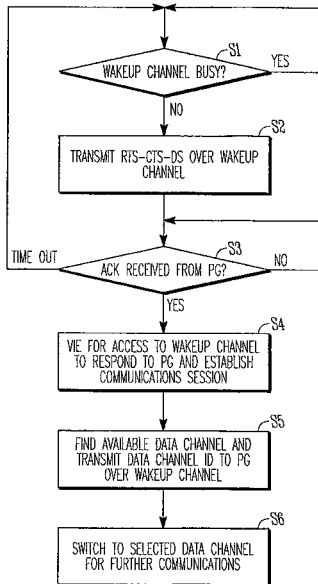 S1
WAKEUP CHANNEL BUSY?
YES
NO
S2
TRANSMIT RTS-CTS-DS OVER WAKEUP
CHANNEL
S3
TIME OUT
ACK RECEIVED FROM PG?
NO
YES
S4
VIE FOR ACCESS TO WAKEUP CHANNEL
TO RESPOND TO PG AND ESTABLISH
COMMUNICATIONS SESSION
S5
FIND AVAILABLE DATA CHANNEL AND
TRANSMIT DATA CHANNEL ID TO PG
OVER WAKEUP CHANNEL
S6
SWITCH TO SELECTED DATA CHANNEL
FOR FURTHER COMMUNICATIONS